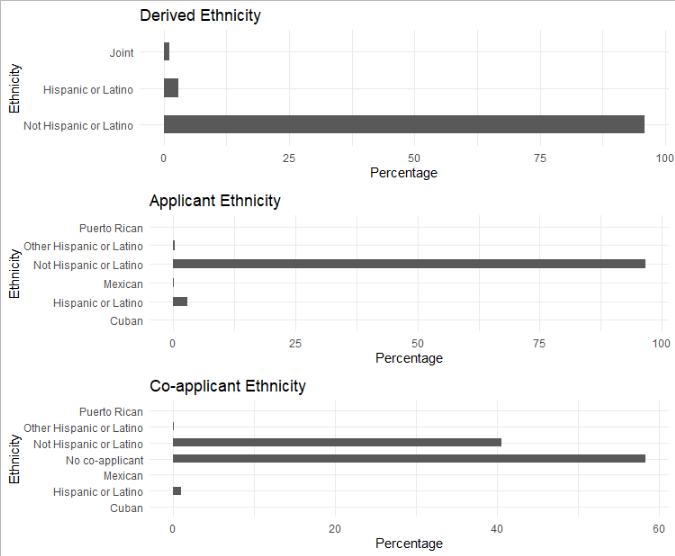 Derived Ethnicity
Ethnicity
Joint
Hispanic or Latino
Not Hispanic or Latino
0 25 50 75 100
Percentage
Applicant Ethnicity
Ethnicity
Puerto Rican
Other Hispanic or Latino
Not Hispanic or Latino
Mexican
Hispanic or Latino
Cuban
0 25 50 75 100
Percentage
Co-applicant Ethnicity
Ethnicity
Puerto Rican
Other Hispanic or Latino
Not Hispanic or Latino
No co-applicant
Mexican
Hispanic or Latino
Cuban
0 20 40 60
Percentage